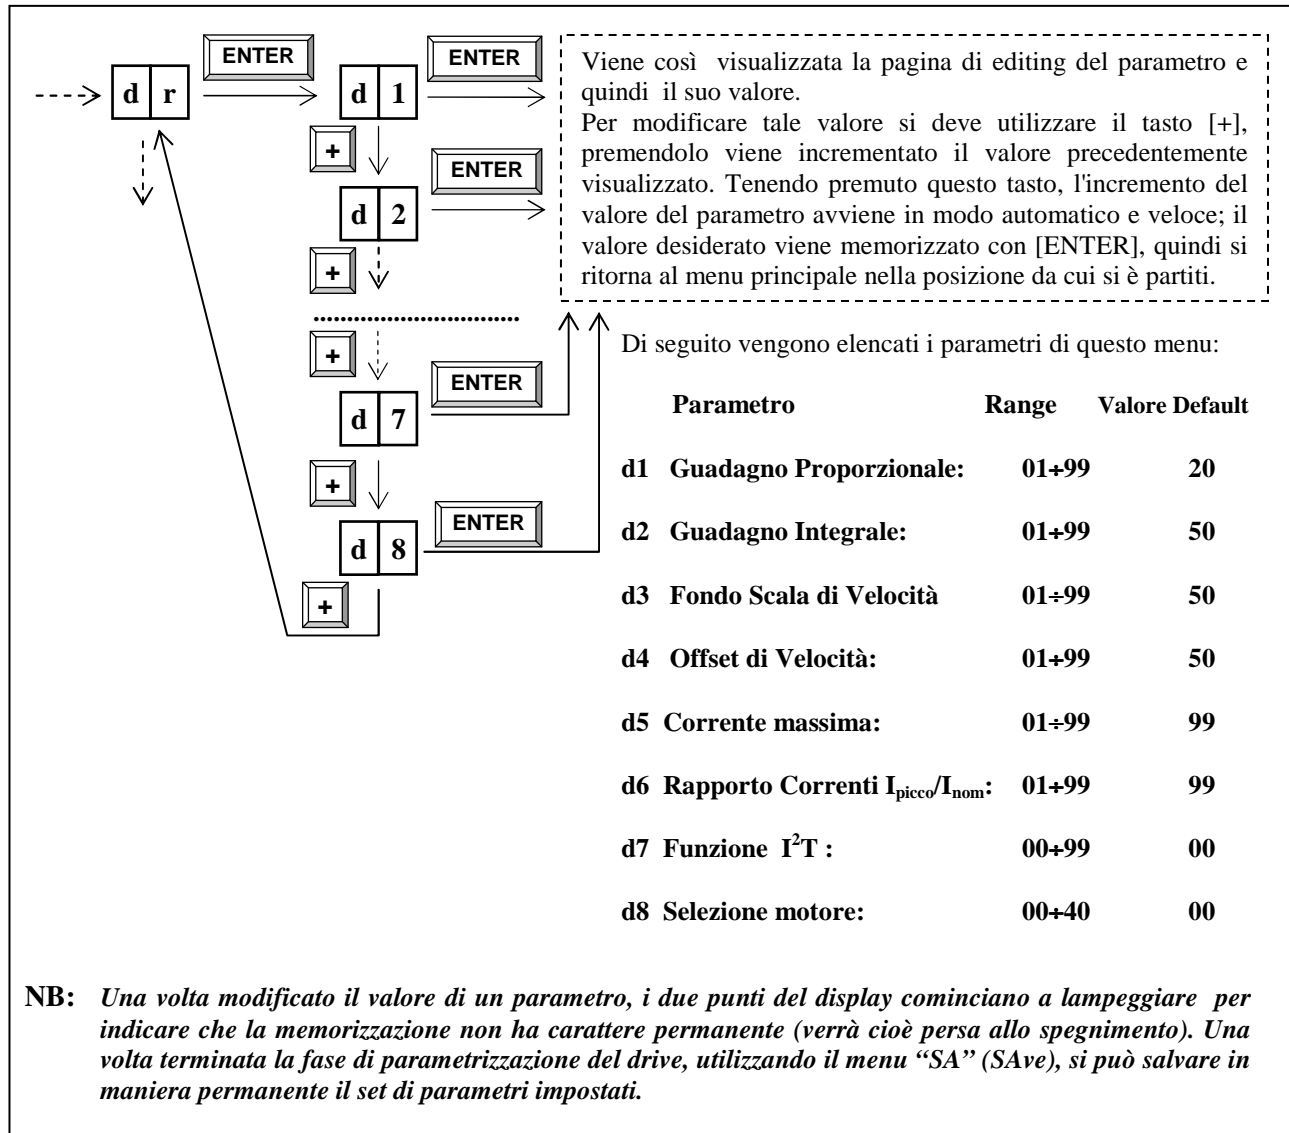 ENTER
ENTER
d r
d 1
+
ENTER
d 2
+
+
ENTER
d 7
+
ENTER
d 8
+
Viene così visualizzata la pagina di editing del parametro e
quindi il suo valore.
Per modificare tale valore si deve utilizzare il tasto [+],
premendolo viene incrementato il valore precedentemente
visualizzato. Tenendo premuto questo tasto, l'incremento del
valore del parametro avviene in modo automatico e veloce; il
valore desiderato viene memorizzato con [ENTER], quindi si
ritorna al menu principale nella posizione da cui si è partiti.
Di seguito vengono elencati i parametri di questo menu:
Parametro Range Valore Default
d1 Guadagno Proporzionale: 01÷99 20
d2 Guadagno Integrale: 01÷99 50
d3 Fondo Scala di Velocità 01÷99 50
d4 Offset di Velocità: 01÷99 50
d5 Corrente massima: 01÷99 99
d6 Rapporto Correnti Ipicco/Inom: 01÷99 99
d7 Funzione I²T : 00÷99 00
d8 Selezione motore: 00÷40 00
NB: Una volta modificato il valore di un parametro, i due punti del display cominciano a lampeggiare per
indicare che la memorizzazione non ha carattere permanente (verrà cioè persa allo spegnimento). Una
volta terminata la fase di parametrizzazione del drive, utilizzando il menu “SA” (SAve), si può salvare in
maniera permanente il set di parametri impostati.